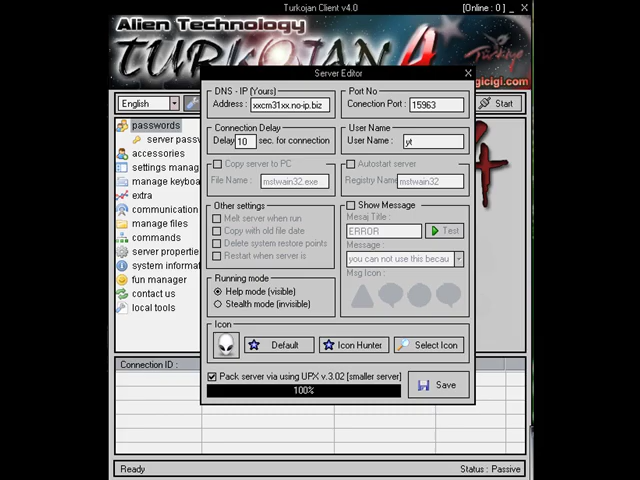 Turkojan Client v4.0
[Online : 0 ] _ X
Alien Technology
TURKOJAN 4
Türkiye
Server Editor
X
gicigi.com
English
Start
DNS - IP (Yours)
Address :
xxcm31xx.no-ip.biz
Port No
Conection Port :
15963
Connection Delay
Delay
10
sec. for connection
User Name
User Name :
yt
Copy server to PC
File Name :
mstwain32.exe
Autostart server
Registry Name
mstwain32
Other settings
Melt server when run
Copy with old file date
Delete system restore points
Restart when server is
Show Message
Mesaj Title :
ERROR
Test
Message :
you can not use this becau
Msg Icon :
Running mode
Help mode (visible)
Stealth mode (invisible)
Icon
Default
Icon Hunter
Select Icon
Pack server via using UPX v.3.02 (smaller server)
100%
Save
passwords
server passw
accessories
settings manag
manage keyboa
extra
communication
manage files
commands
server propertie
system informat
fun manager
contact us
local tools
Connection ID :
Ready
Status : Passive